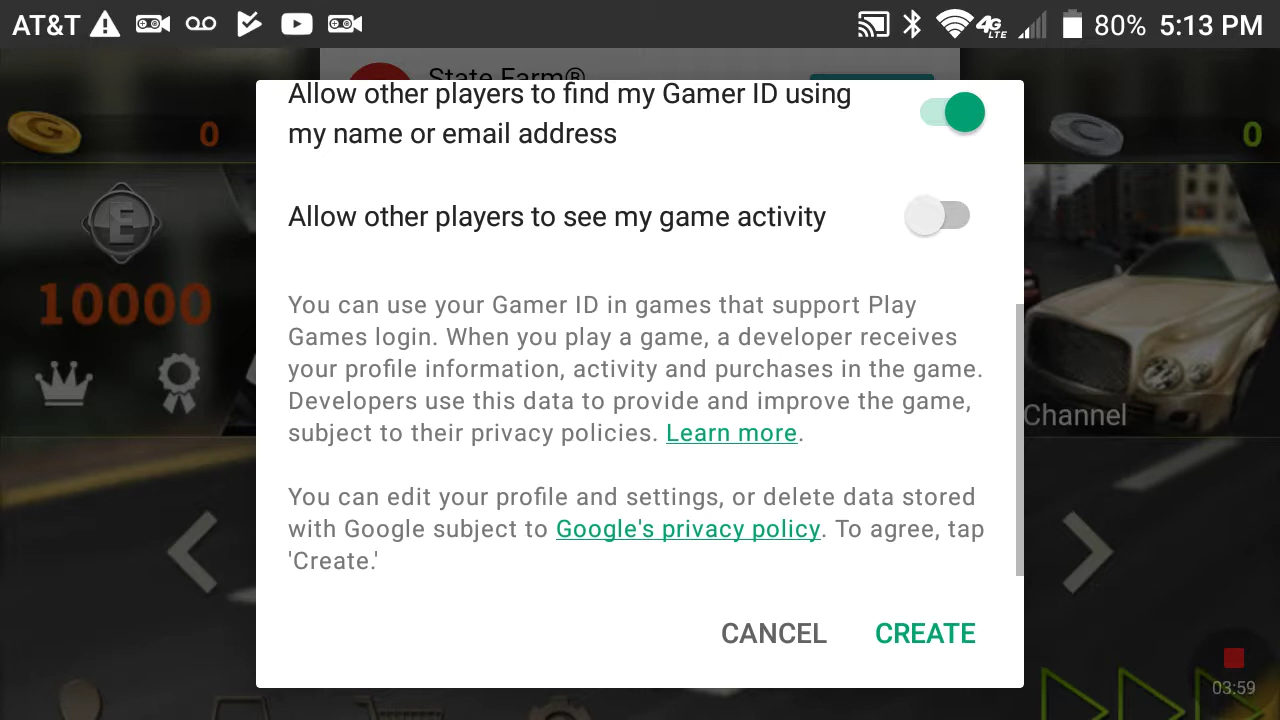 AT&T 4G LTE 80% 5:13 PM
State Farm®
Allow other players to find my Gamer ID using
my name or email address
G 0
C 0
Allow other players to see my game activity
E
10000
You can use your Gamer ID in games that support Play
Games login. When you play a game, a developer receives
your profile information, activity and purchases in the game.
Developers use this data to provide and improve the game,
subject to their privacy policies. Learn more.
Channel
You can edit your profile and settings, or delete data stored
with Google subject to Google's privacy policy. To agree, tap
'Create.'
CANCEL CREATE
03:59